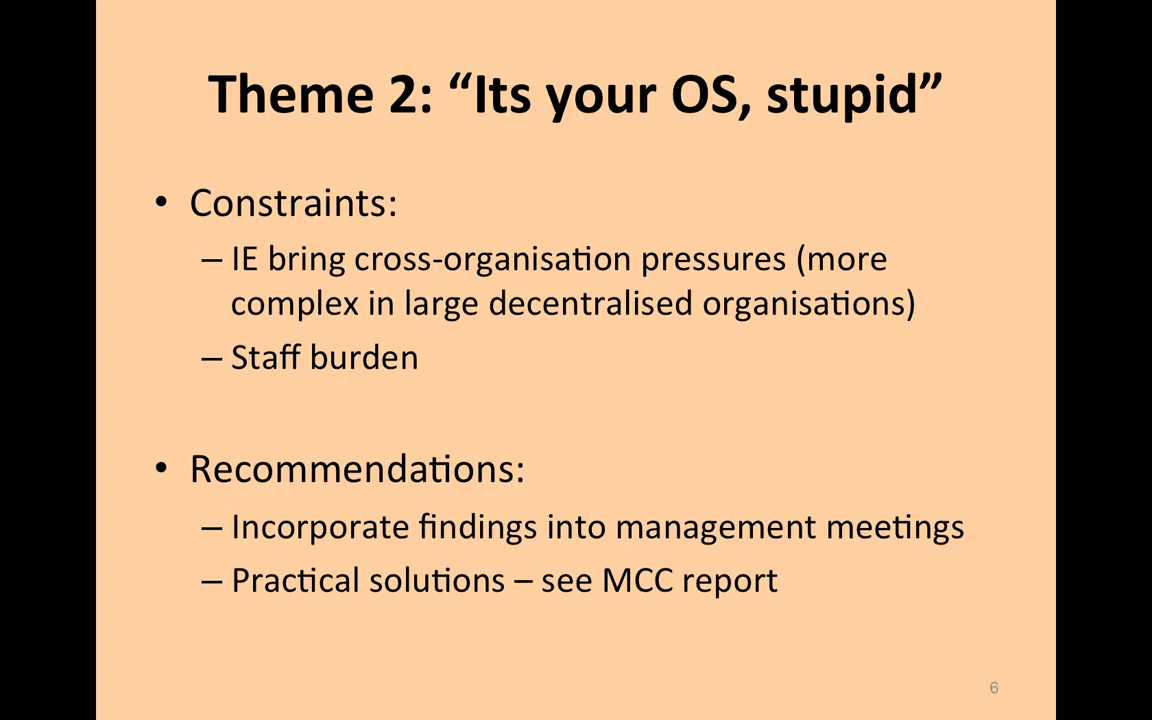 Theme 2: “Its your OS, stupid”
• Constraints:
– IE bring cross-organisation pressures (more
complex in large decentralised organisations)
– Staff burden
• Recommendations:
– Incorporate findings into management meetings
– Practical solutions – see MCC report
6